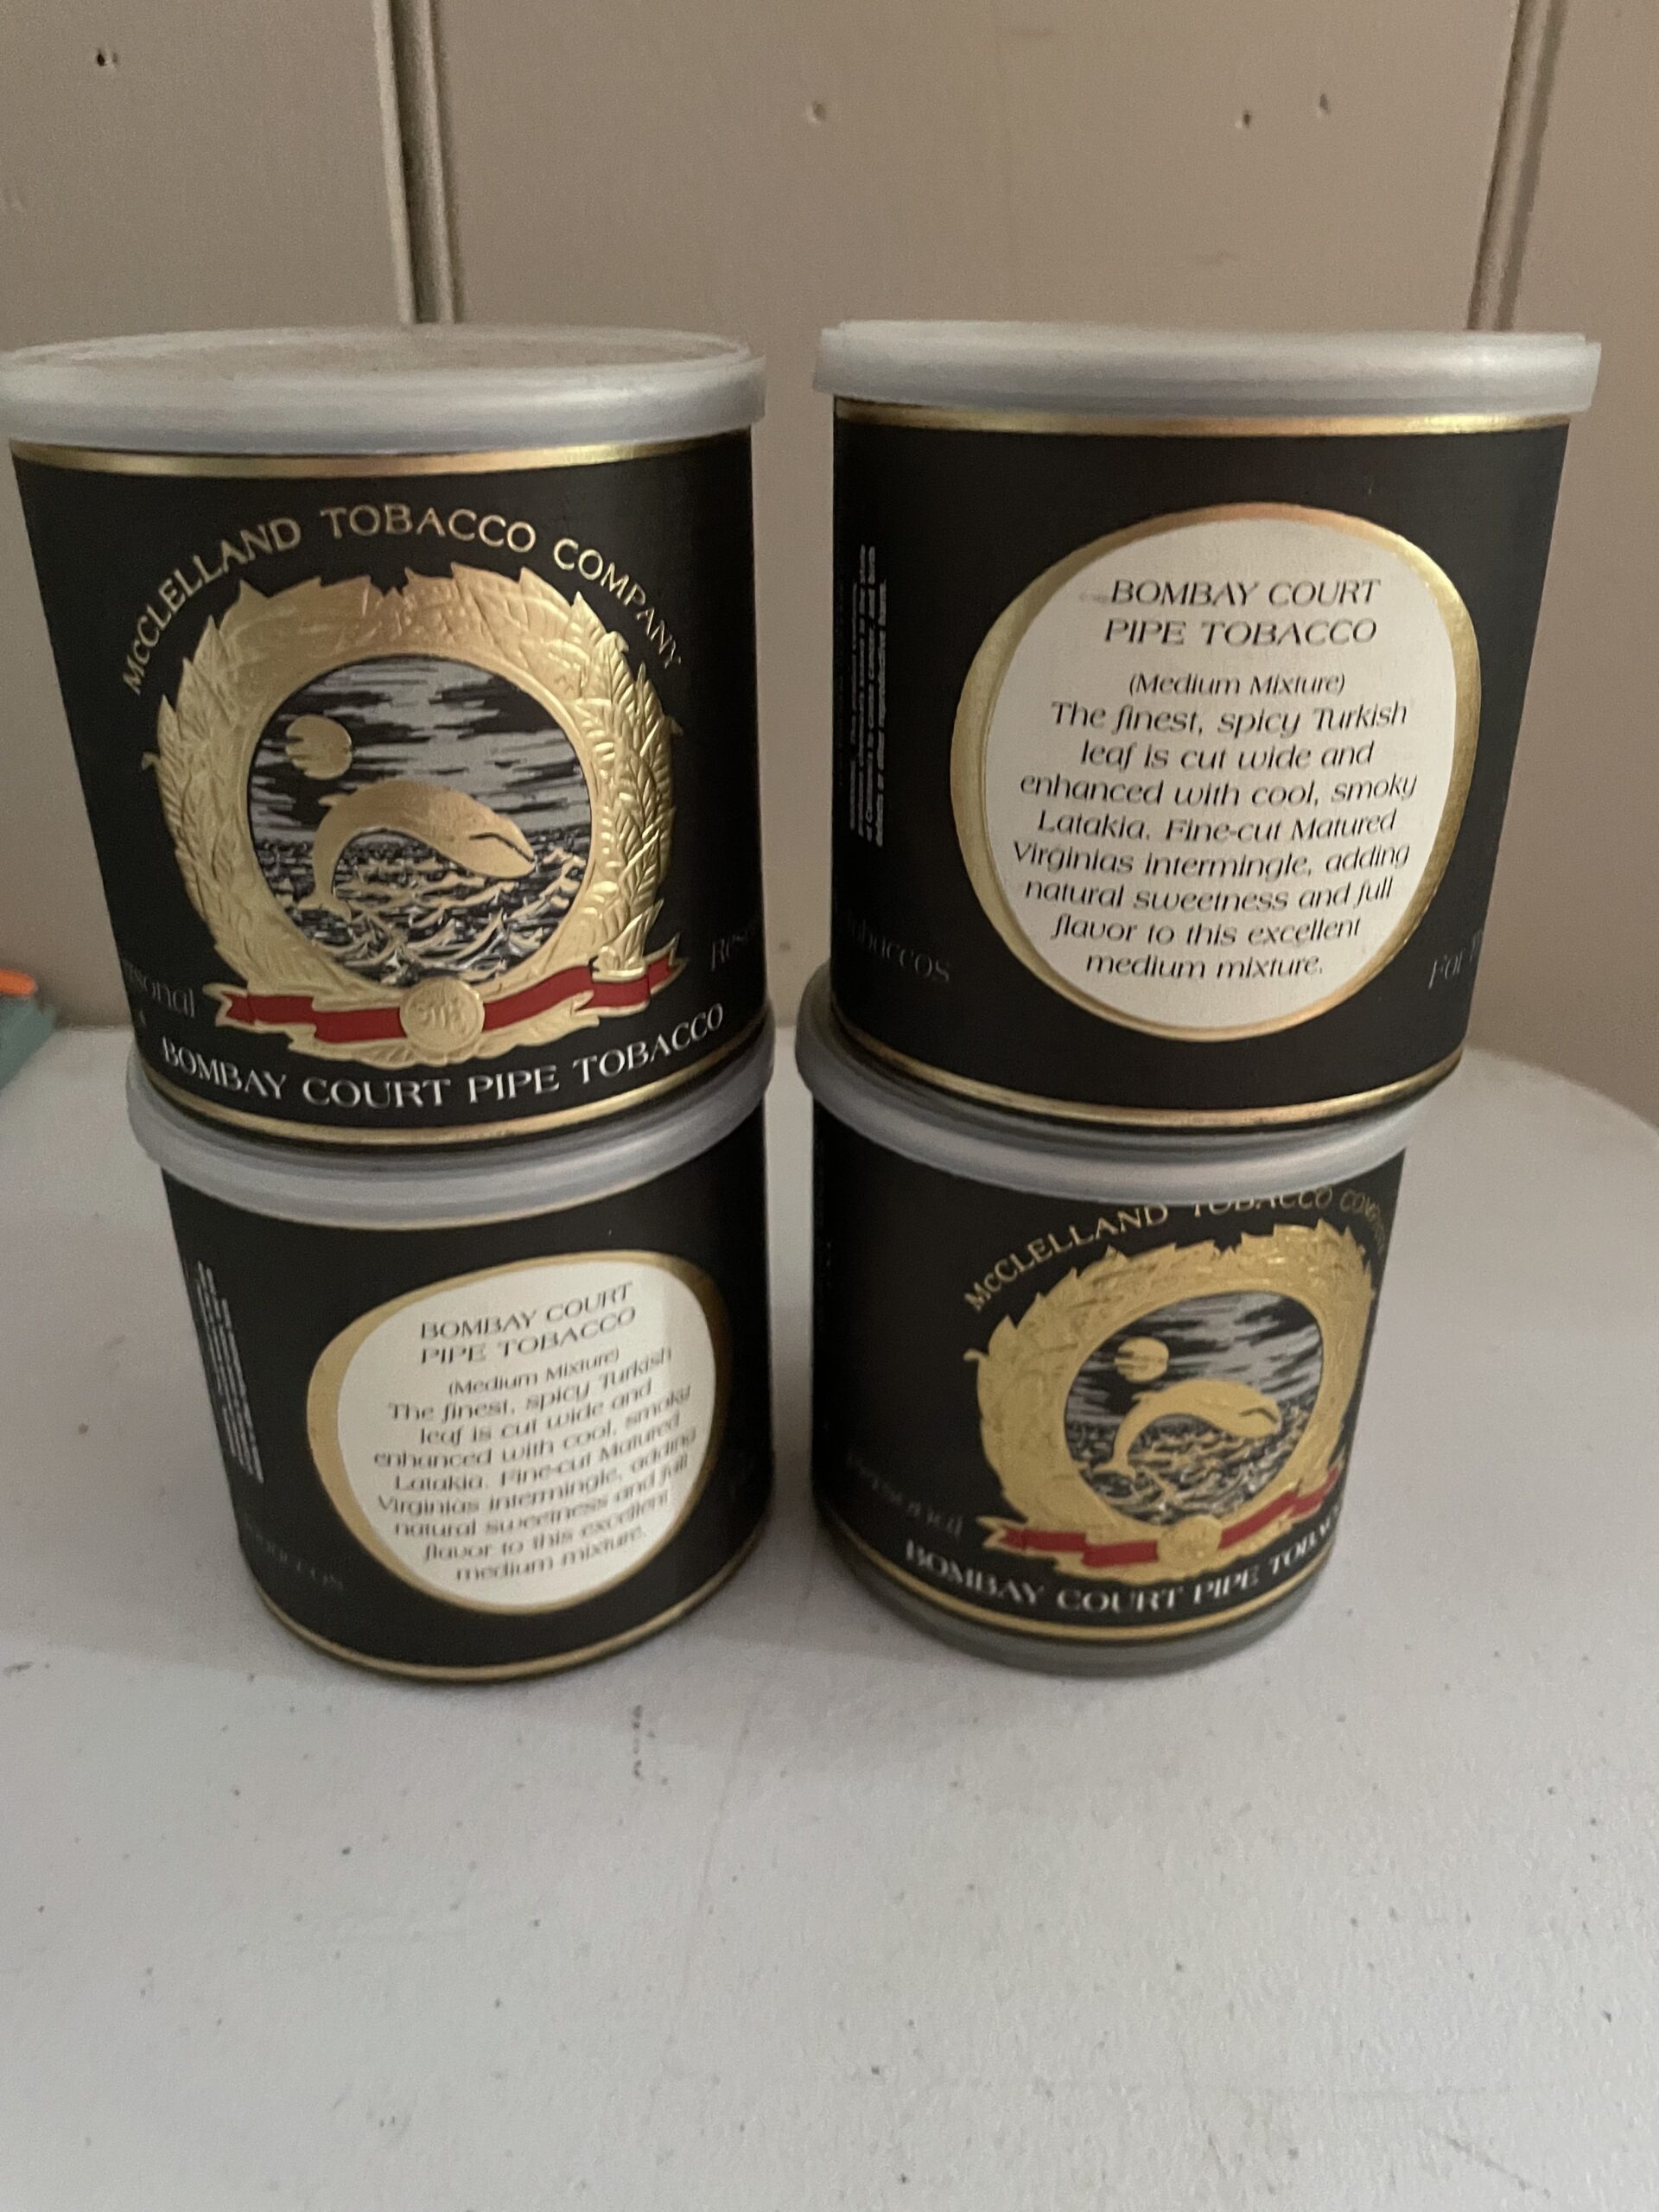 McCLELLAND TOBACCO COMPANY
BOMBAY COURT PIPE TOBACCO
BOMBAY COURT
PIPE TOBACCO
(Medium Mixture)
The finest, spicy Turkish
leaf is cut wide and
enhanced with cool, smoky
Latakia. Fine-cut Matured
Virginias intermingle, adding
natural sweetness and full
flavor to this excellent
medium mixture.
BOMBAY COURT
PIPE TOBACCO
(Medium Mixture)
The finest, spicy Turkish
leaf is cut wide and
enhanced with cool, smoky
Latakia. Fine-cut Matured
Virginias intermingle, adding
natural sweetness and full
flavor to this excellent
medium mixture.
McCLELLAND TOBACCO COMPANY
Personal
BOMBAY COURT PIPE